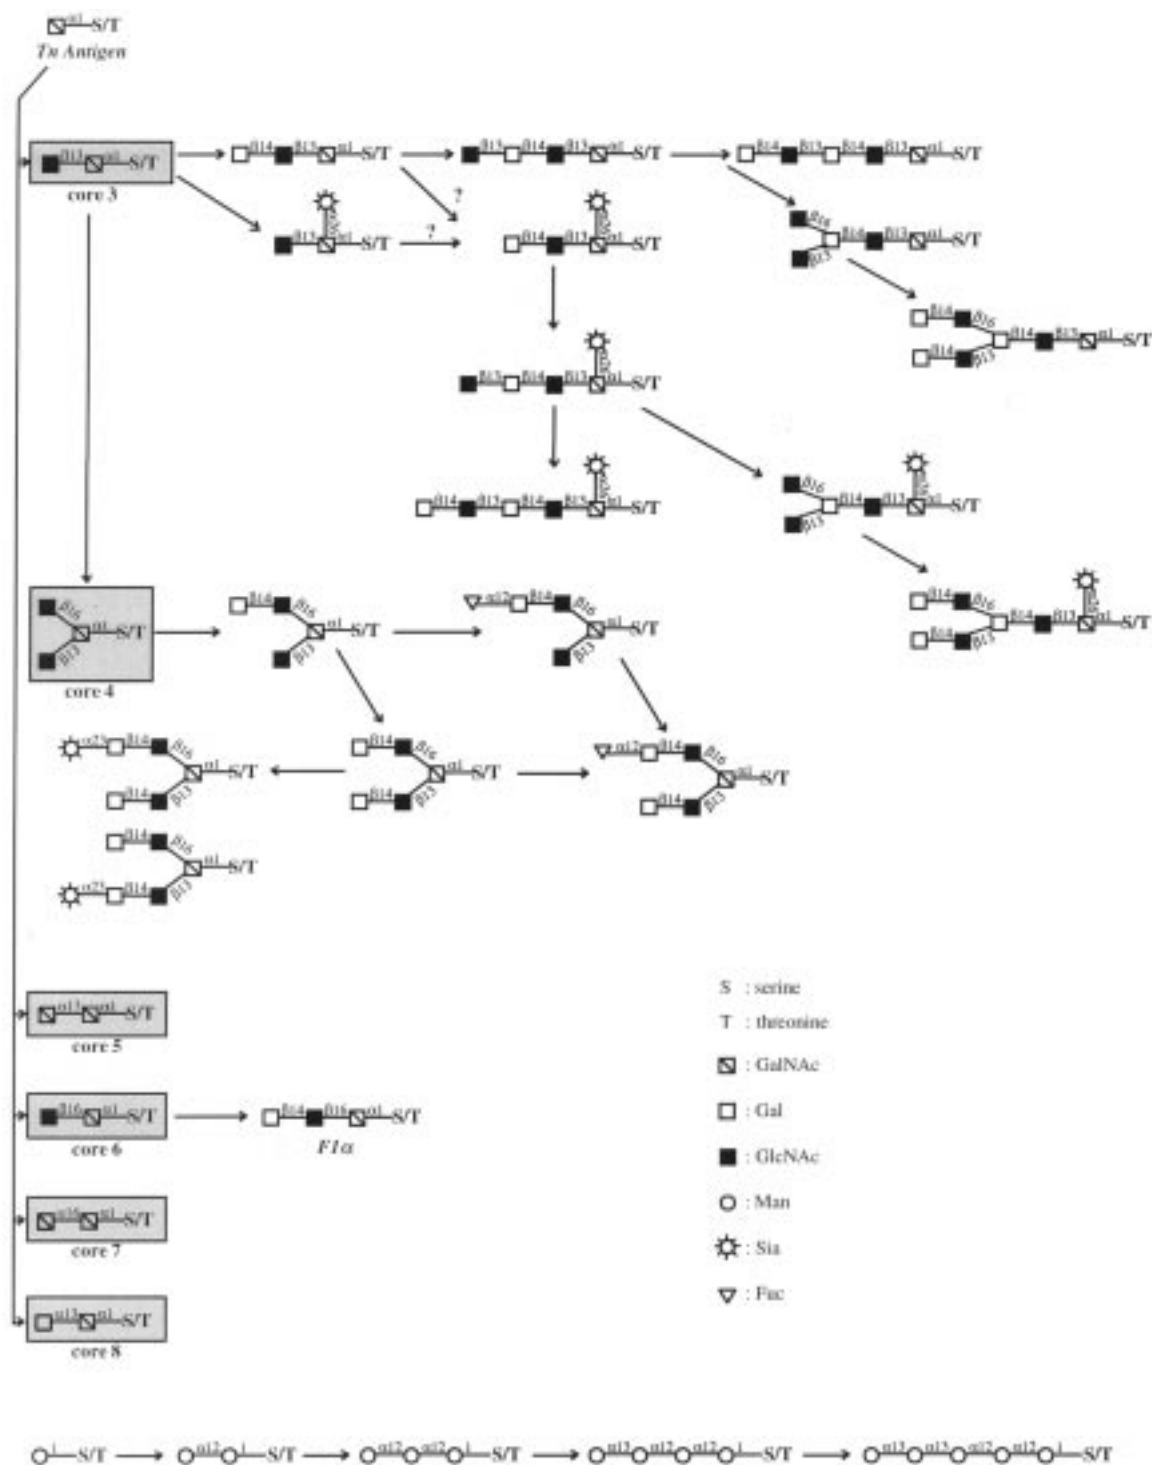 α1 S/T
Tn Antigen
β13 α1 S/T
core 3
β14 β13 α1 S/T
β13 β14 β13 α1 S/T
β14 β13 β14 β13 α1 S/T
?
β13 α26 α1 S/T
?
β14 β13 α26 α1 S/T
β16 β13 β14 β13 α1 S/T
β14 β16 β14 β13 β14 β13 α1 S/T
β13 β14 β13 α26 α1 S/T
β14 β13 β14 β13 α26 α1 S/T
β16 β13 β14 β13 α26 α1 S/T
β14 β16 β14 β13 β14 β13 α26 α1 S/T
β16 β13 α1 S/T
core 4
β14 β16 β13 α1 S/T
α12 β14 β16 β13 α1 S/T
α23 β14 β16 β14 β13 α1 S/T
β14 β16 β14 β13 α1 S/T
α12 β14 β16 β14 β13 α1 S/T
β14 β16 α23 β14 β13 α1 S/T
α13 α1 S/T
core 5
β16 α1 S/T
core 6
β14 β16 α1 S/T
F1α
α16 α1 S/T
core 7
α13 α1 S/T
core 8
S : serine
T : threonine
: GalNAc
: Gal
: GlcNAc
: Man
: Sia
: Fuc
1 S/T
α12 1 S/T
α12 α12 1 S/T
α13 α12 α12 1 S/T
α13 α13 α12 α12 1 S/T